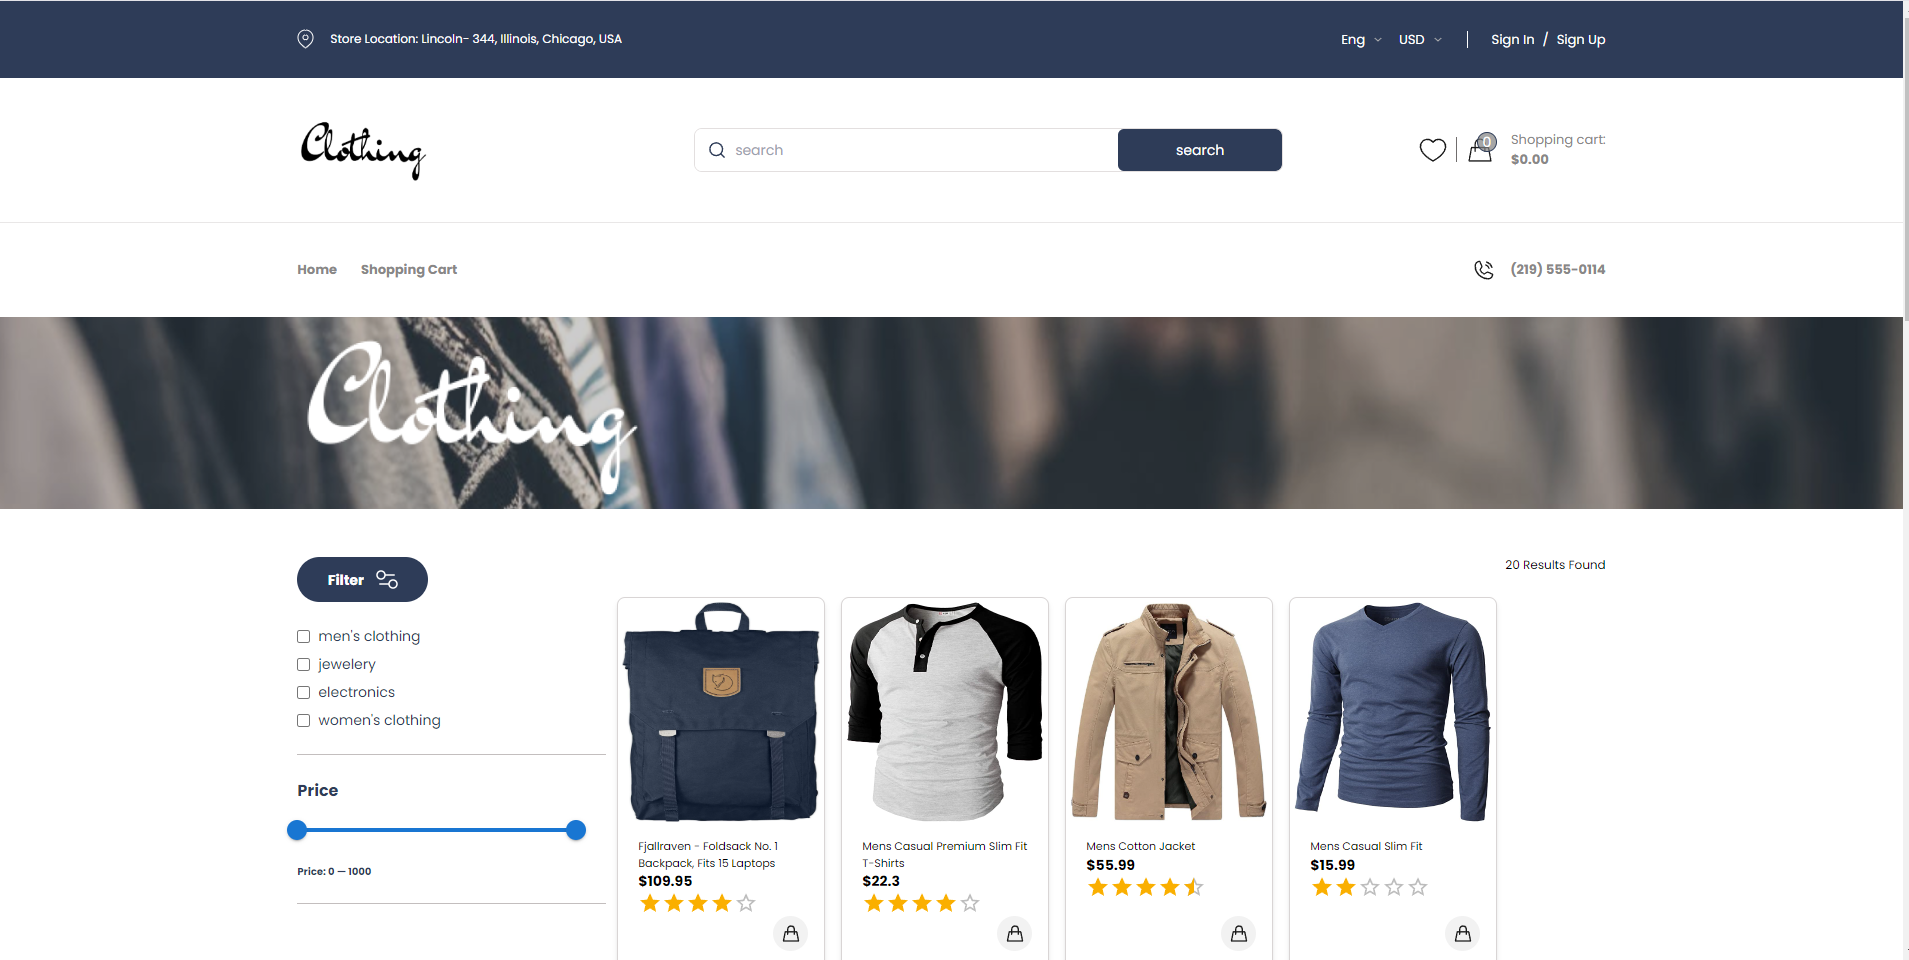 Store Location: Lincoln- 344, Illinois, Chicago, USA
Eng USD Sign In / Sign Up
Clothing
search search
0 Shopping cart:
$0.00
Home Shopping Cart
(219) 555-0114
Clothing
Filter
20 Results Found
men's clothing
jewelery
electronics
women's clothing
Price
Price: 0 — 1000
Fjallraven - Foldsack No. 1
Backpack, Fits 15 Laptops
$109.95
Mens Casual Premium Slim Fit
T-Shirts
$22.3
Mens Cotton Jacket
$55.99
Mens Casual Slim Fit
$15.99